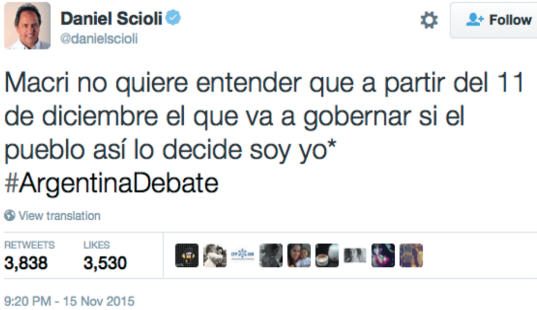 Daniel Scioli
@danielscioli
Follow
Macri no quiere entender que a partir del 11
de diciembre el que va a gobernar si el
pueblo así lo decide soy yo*
#ArgentinaDebate
View translation
RETWEETS LIKES
3,838 3,530
9:20 PM - 15 Nov 2015